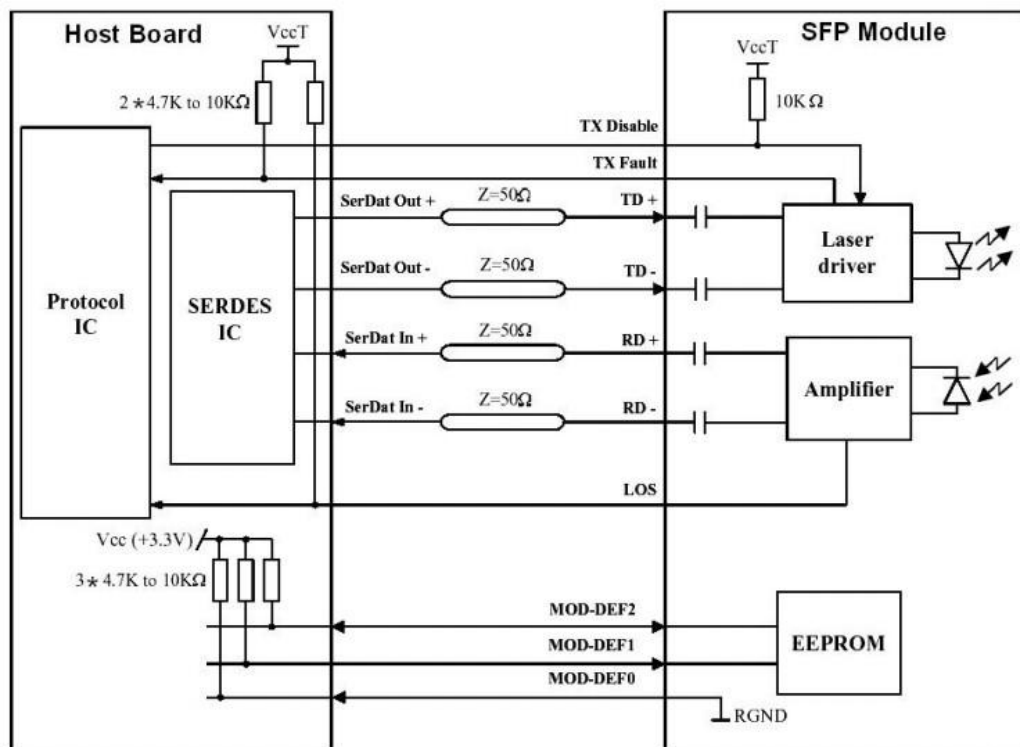 Host Board
SFP Module
VccT
VccT
2*4.7K to 10KΩ
10KΩ
TX Disable
TX Fault
SerDat Out +
Z=50Ω
TD +
SerDat Out -
Z=50Ω
TD -
Laser
driver
Protocol
IC
SERDES
IC
SerDat In +
Z=50Ω
RD +
SerDat In -
Z=50Ω
RD -
Amplifier
LOS
Vcc (+3.3V)
3*4.7K to 10KΩ
MOD-DEF2
MOD-DEF1
MOD-DEF0
EEPROM
RGND